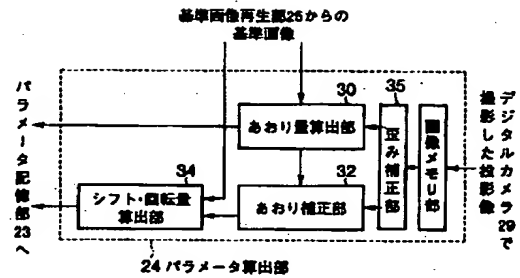 基準画像再生部26からの
基準画像
パラメータ記憶部23へ
30
あおり量算出部
35
歪み補正部
画像メモリ部
デジタルカメラ29で
撮影した投影像
34
シフト・回転量
算出部
32
あおり補正部
24 パラメータ算出部